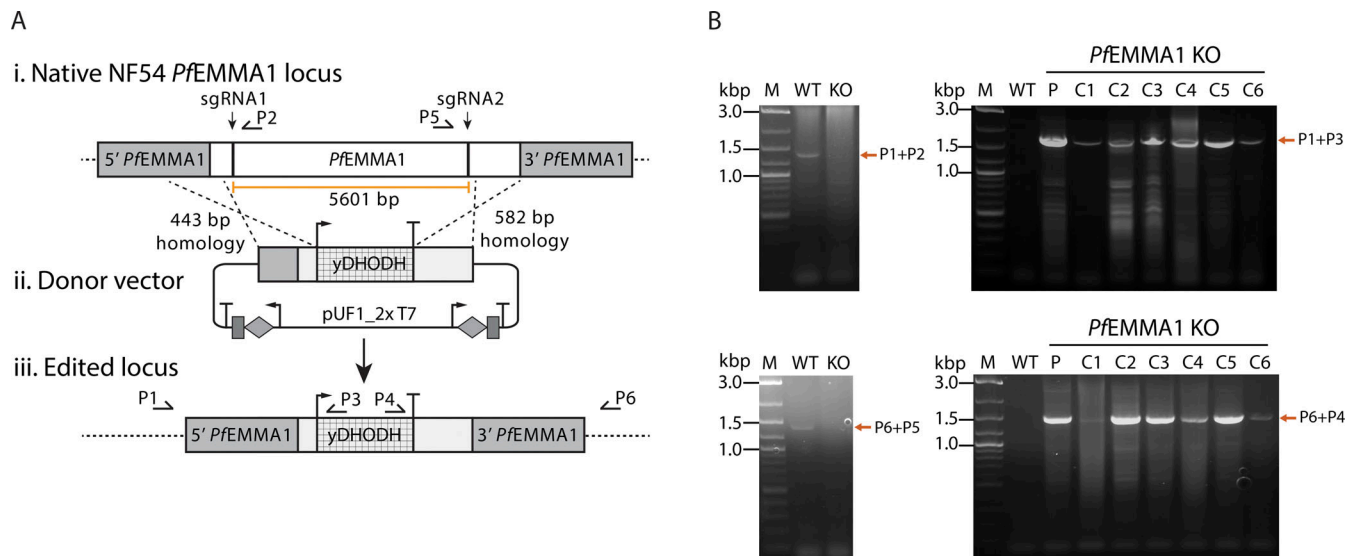 A
i. Native NF54 PfEMMA1 locus
sgRNA1 sgRNA2
P2 P5
5' PfEMMA1 PfEMMA1 3' PfEMMA1
5601 bp
443 bp
homology
582 bp
homology
yDHODH
ii. Donor vector
pUF1_2x T7
iii. Edited locus
P1 P3 P4 P6
5' PfEMMA1 yDHODH 3' PfEMMA1
B
kbp M WT KO
3.0
1.5
1.0
P1+P2
PfEMMA1 KO
kbp M WT P C1 C2 C3 C4 C5 C6
3.0
1.5
1.0
P1+P3
kbp M WT KO
3.0
1.5
1.0
P6+P5
PfEMMA1 KO
kbp M WT P C1 C2 C3 C4 C5 C6
3.0
1.5
1.0
P6+P4